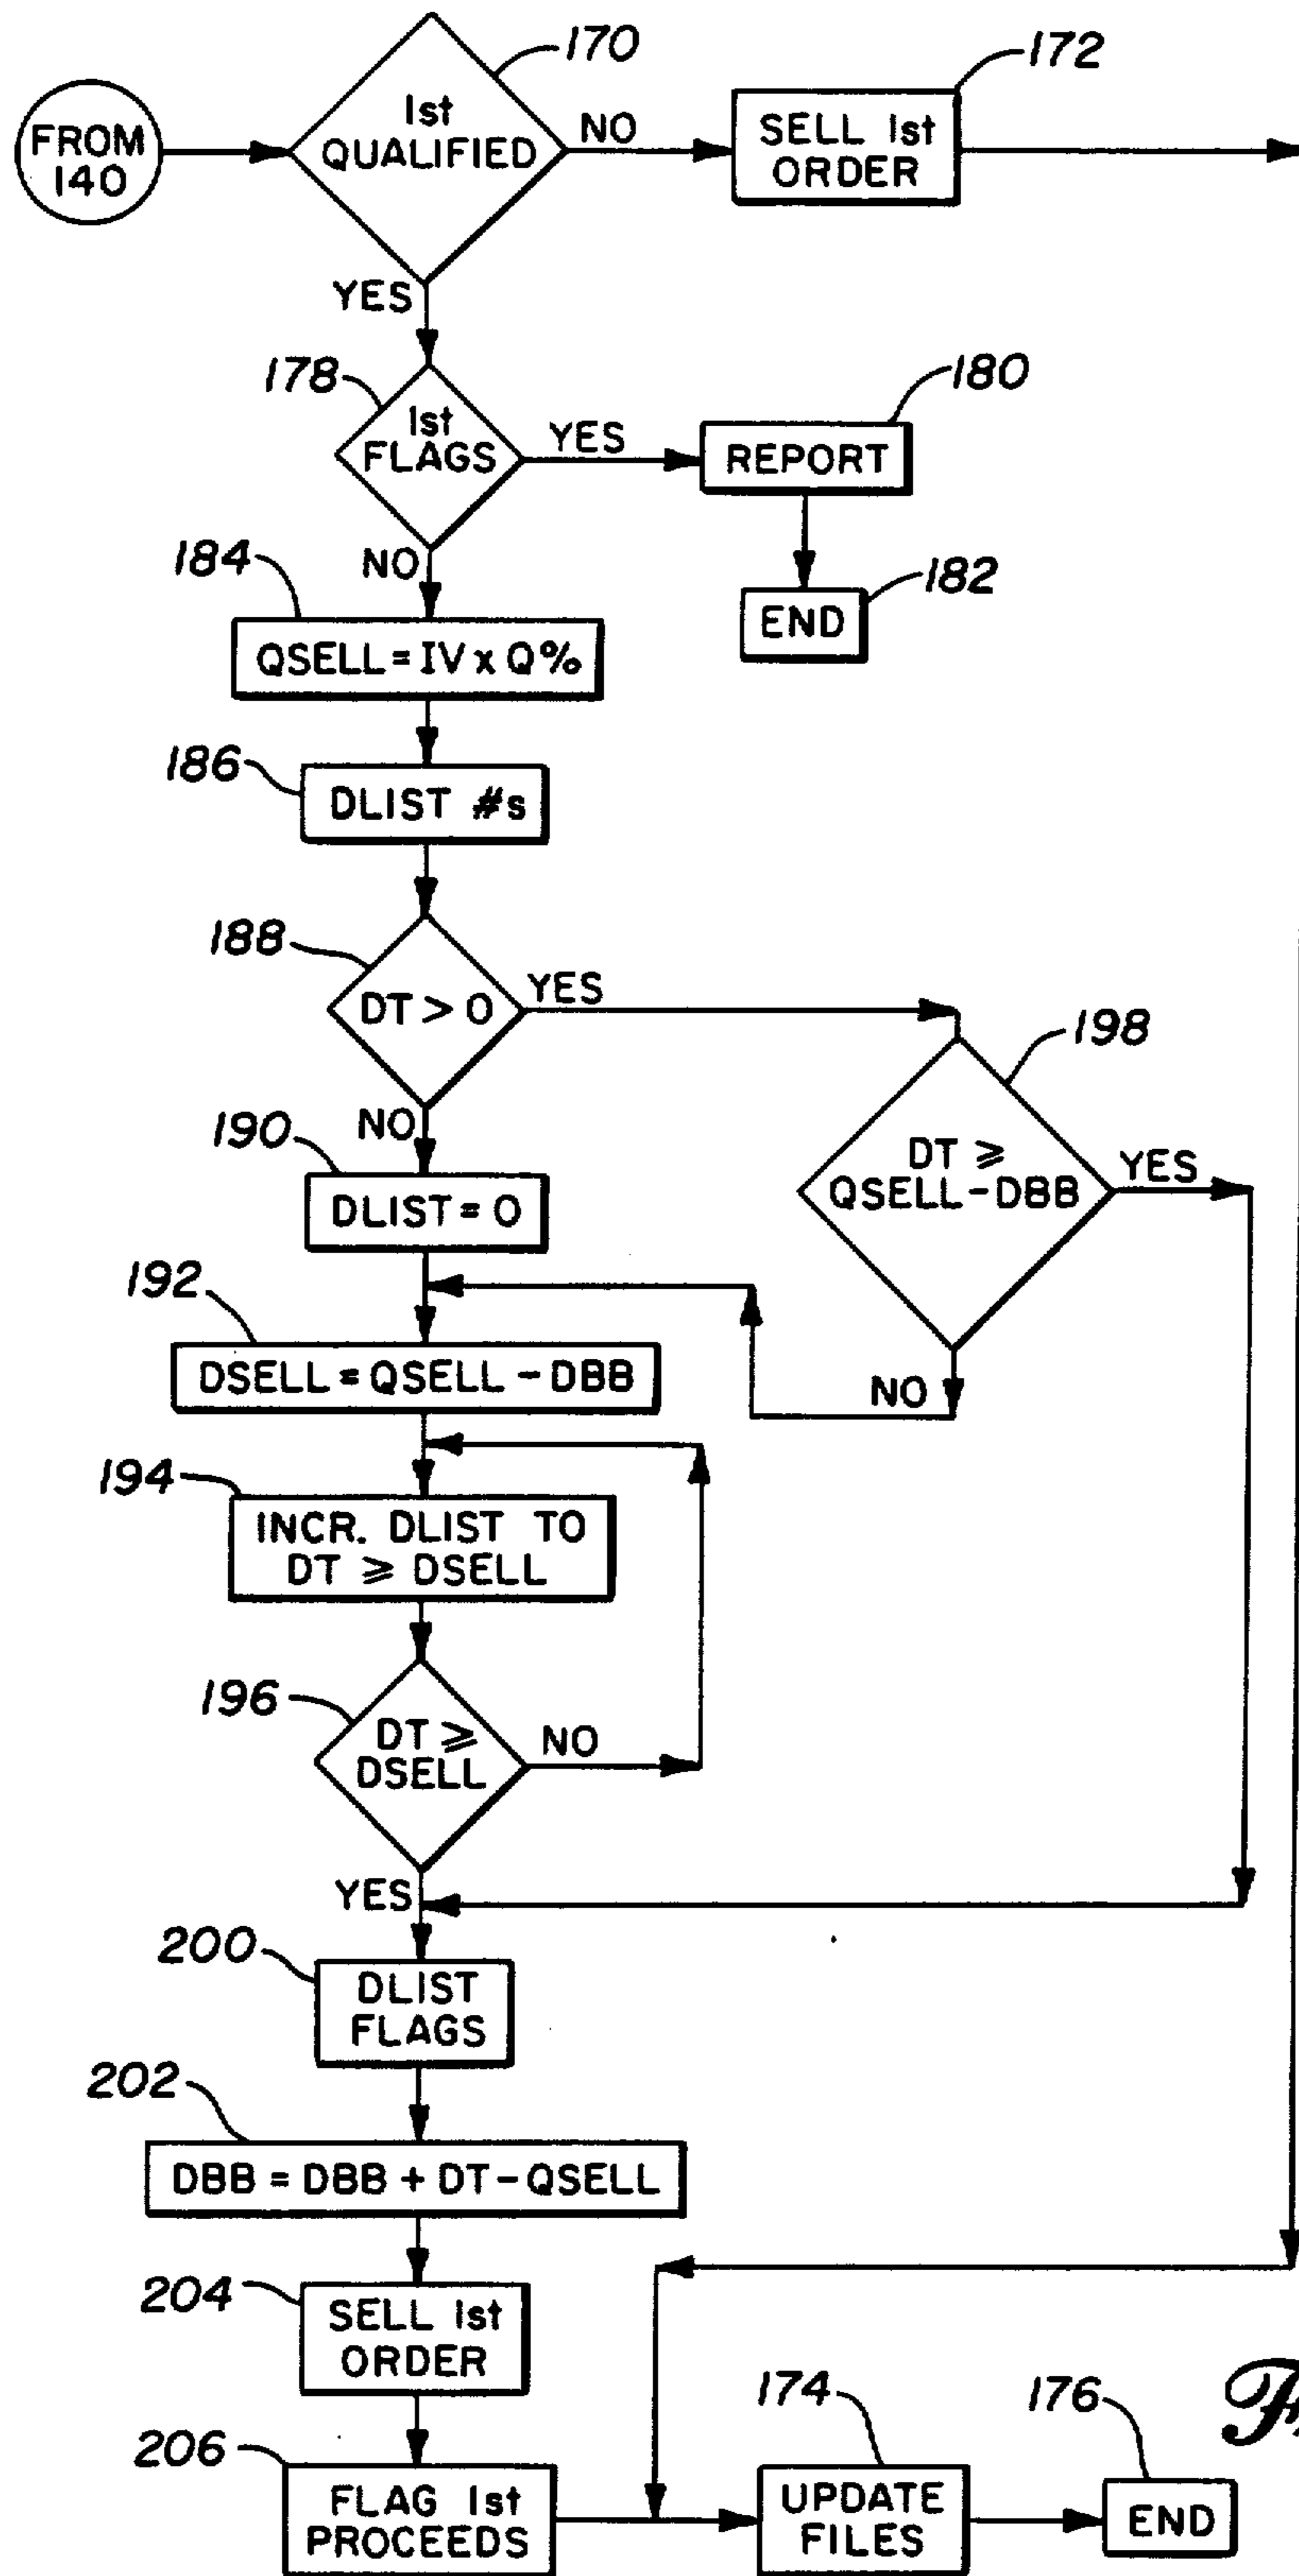 170
172
FROM
140
1st
QUALIFIED
NO
SELL 1st
ORDER
YES
178
1st
FLAGS
YES
180
REPORT
NO
184
182
END
QSELL = IV x Q%
186
DLIST #s
188
DT > 0
YES
198
NO
190
DT ≥
QSELL - DBB
YES
DLIST = 0
192
DSELL = QSELL - DBB
NO
194
INCR. DLIST TO
DT ≥ DSELL
196
DT ≥
DSELL
NO
YES
200
DLIST
FLAGS
202
DBB = DBB + DT - QSELL
204
SELL 1st
ORDER
174
176
206
FLAG 1st
PROCEEDS
UPDATE
FILES
END